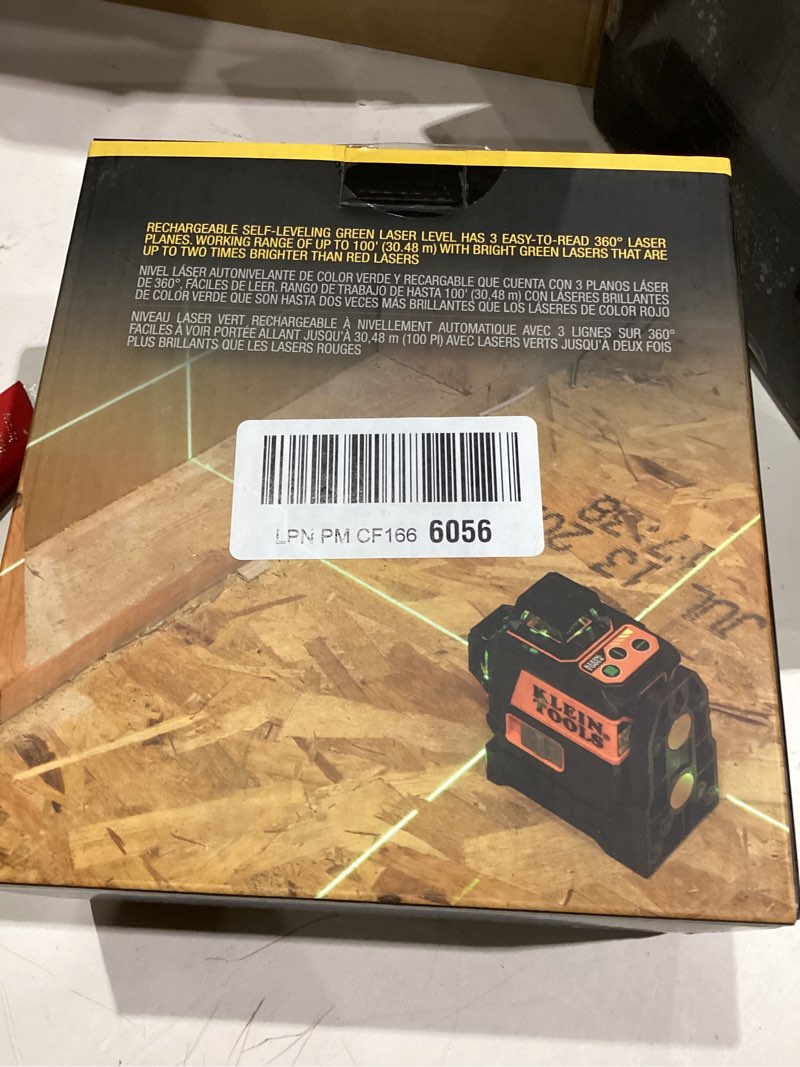 RECHARGEABLE SELF-LEVELING GREEN LASER LEVEL HAS 3 EASY-TO-READ 360° LASER
PLANES. WORKING RANGE OF UP TO 100' (30.48 m) WITH BRIGHT GREEN LASERS THAT ARE
UP TO TWO TIMES BRIGHTER THAN RED LASERS
NIVEL LÁSER AUTONIVELANTE DE COLOR VERDE Y RECARGABLE QUE CUENTA CON 3 PLANOS LÁSER
DE 360°, FÁCILES DE LEER. RANGO DE TRABAJO DE HASTA 100' (30,48 m) CON LÁSERES BRILLANTES
DE COLOR VERDE QUE SON HASTA DOS VECES MÁS BRILLANTES QUE LOS LÁSERES DE COLOR ROJO
NIVEAU LASER VERT RECHARGEABLE À NIVELLEMENT AUTOMATIQUE AVEC 3 LIGNES SUR 360°
FACILES À VOIR PORTÉE ALLANT JUSQU'À 30,48 m (100 PI) AVEC LASERS VERTS JUSQU'À DEUX FOIS
PLUS BRILLANTS QUE LES LASERS ROUGES
LPN PM CF166 6056
JUL 13
KLEIN
TOOLS®
KLEIN
TOOLS